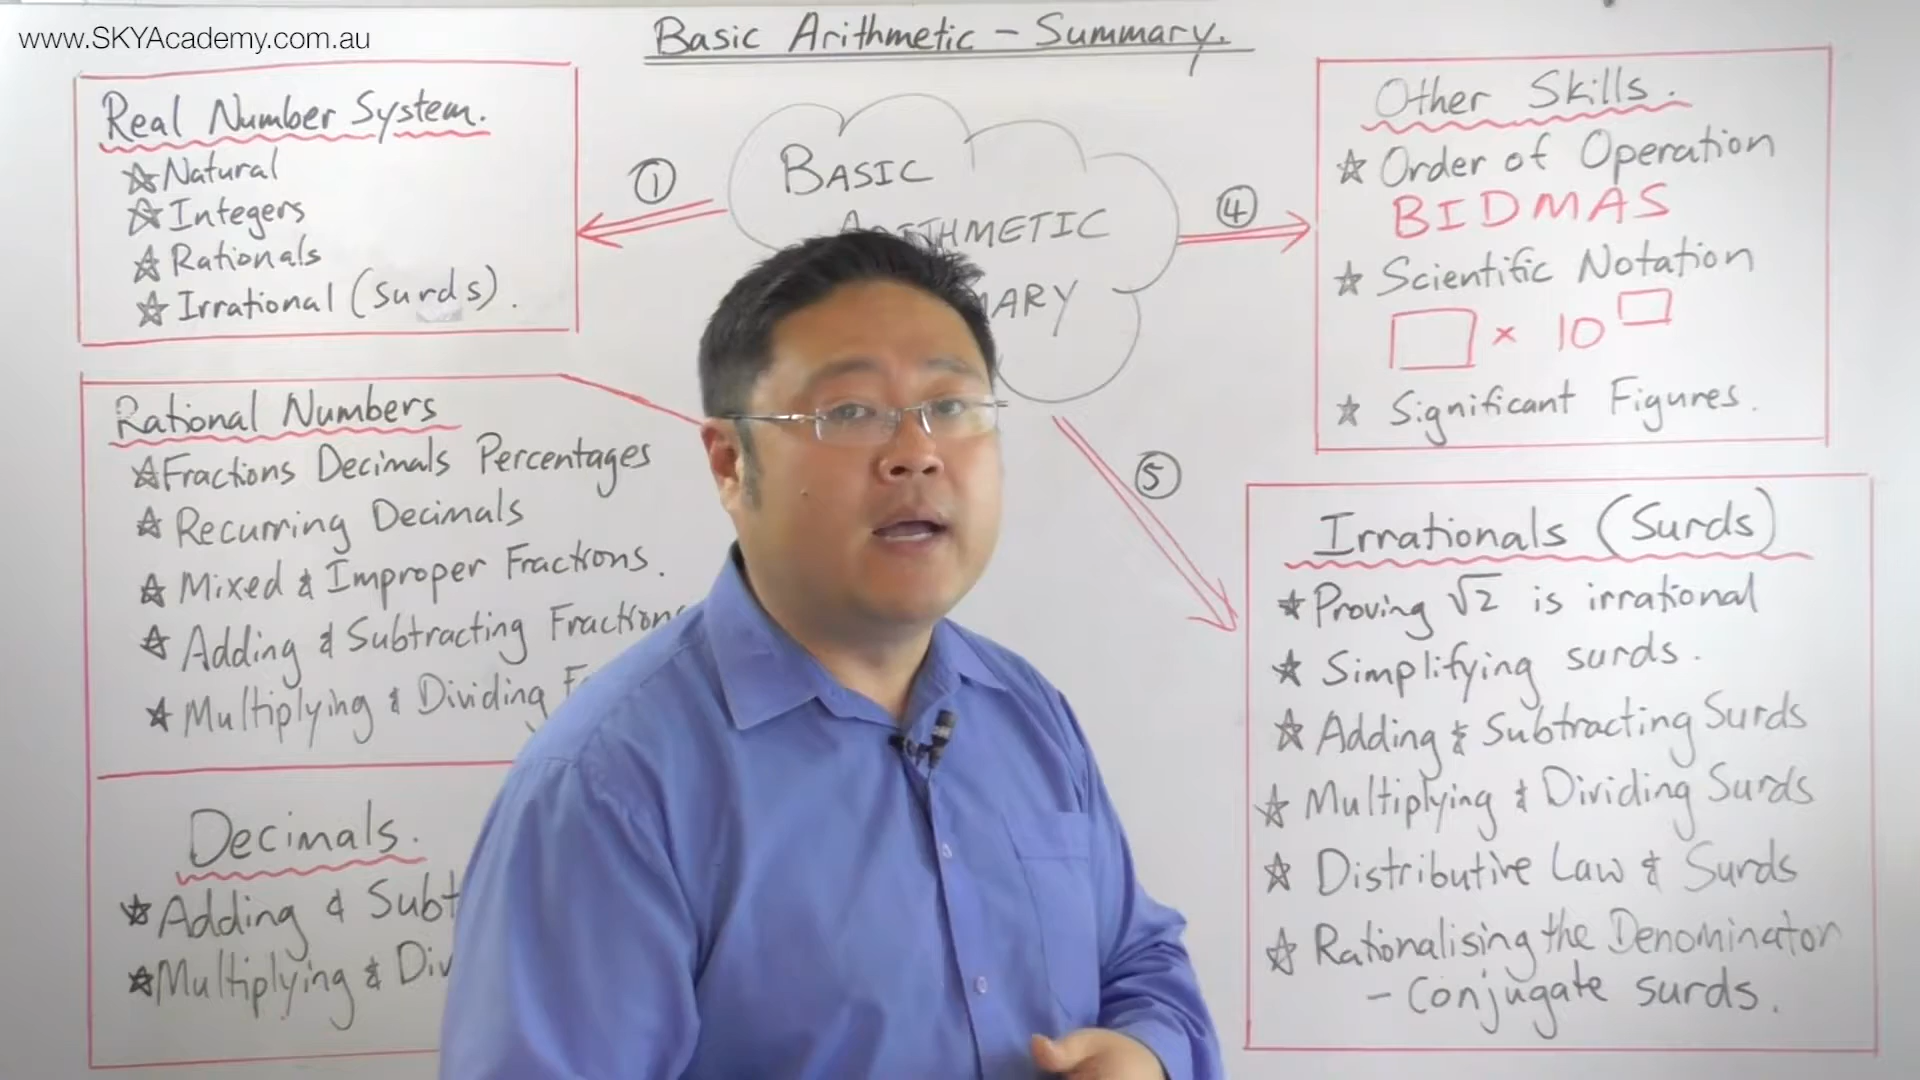 www.SKYAcademy.com.au
Basic Arithmetic - Summary.
Real Number System.
☆ Natural
☆ Integers
☆ Rationals
☆ Irrational (surds).
①
BASIC
ARITHMETIC
④
Other Skills.
☆ Order of Operation
BIDMAS
☆ Scientific Notation
□ × 10□
☆ Significant Figures.
Rational Numbers
☆ Fractions Decimals Percentages
☆ Recurring Decimals
☆ Mixed & Improper Fractions.
☆ Adding & Subtracting Fractions
☆ Multiplying & Dividing
Decimals.
☆ Adding &
☆ Multiplying &
⑤
Irrationals (Surds)
☆ Proving √2 is irrational
☆ Simplifying surds.
☆ Adding & Subtracting Surds
☆ Multiplying & Dividing Surds
☆ Distributive Law & Surds
☆ Rationalising the Denominator
- Conjugate surds.